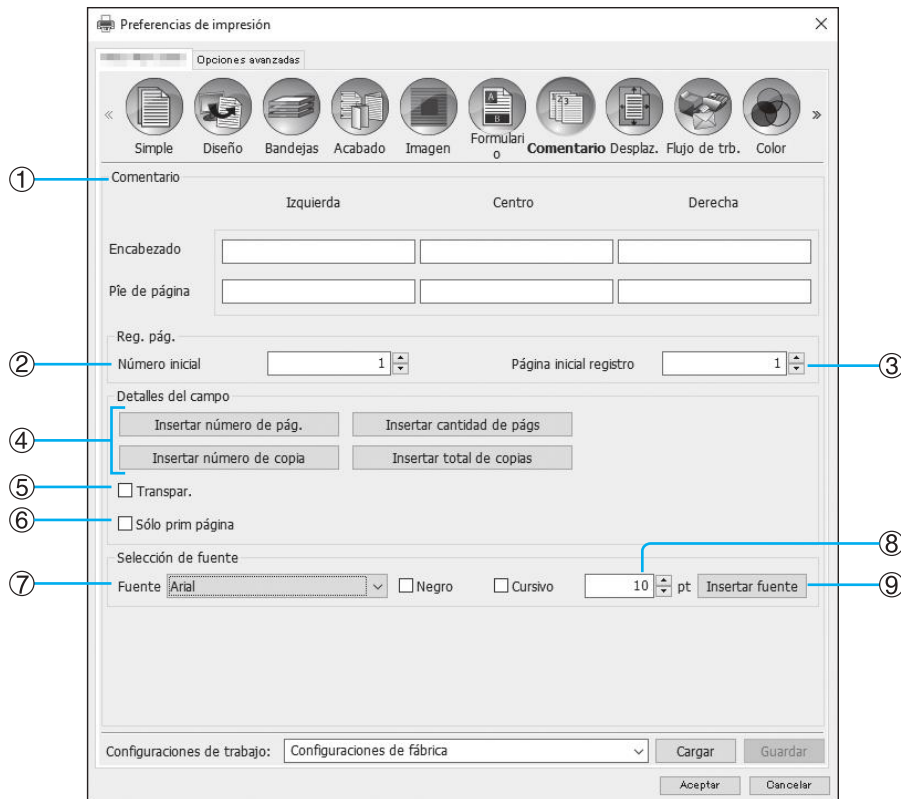 Preferencias de impresión
Opciones avanzadas
«
Simple
Diseño
Bandejas
Acabado
Imagen
Formulari
o
Comentario
Desplaz.
Flujo de trb.
Color
»
① Comentario
Izquierda Centro Derecha
Encabezado
Pîe de página
Reg. pág.
② Número inicial 1 Página inicial registro 1 ③
Detalles del campo
④ Insertar número de pág. Insertar cantidad de págs
Insertar número de copia Insertar total de copias
⑤ Transpar.
⑥ Sólo prim página
Selección de fuente ⑧
⑦ Fuente Arial Negro Cursivo 10 pt Insertar fuente ⑨
Configuraciones de trabajo: Configuraciones de fábrica Cargar Guardar
Aceptar Cancelar